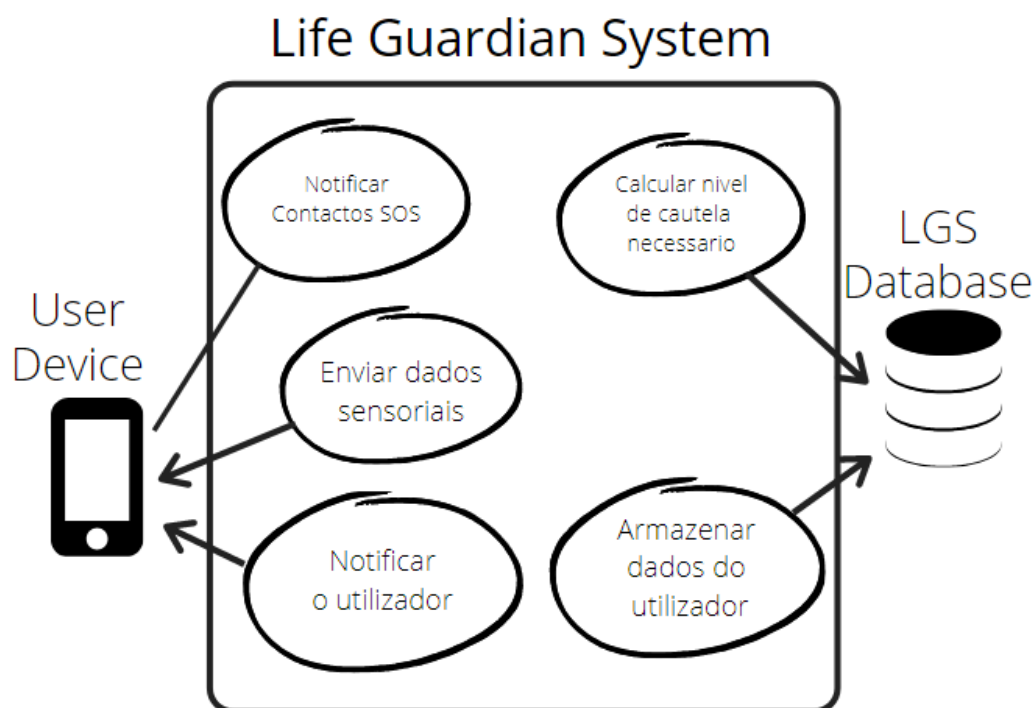 Life Guardian System
Notificar
Contactos SOS
Calcular nivel
de cautela
necessario
LGS
Database
User
Device
Enviar dados
sensoriais
Notificar
o utilizador
Armazenar
dados do
utilizador